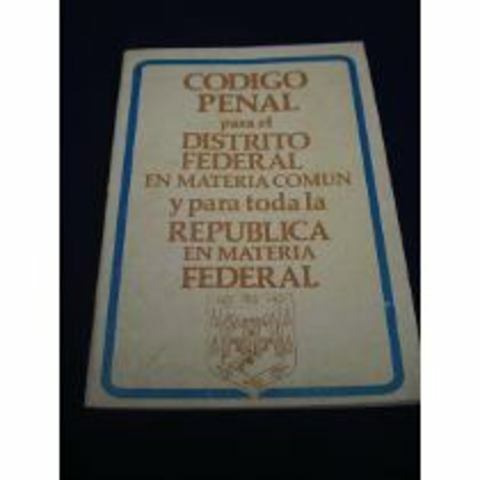 CODIGO
PENAL
para el
DISTRITO
FEDERAL
EN MATERIA COMUN
y para toda la
REPUBLICA
EN MATERIA
FEDERAL